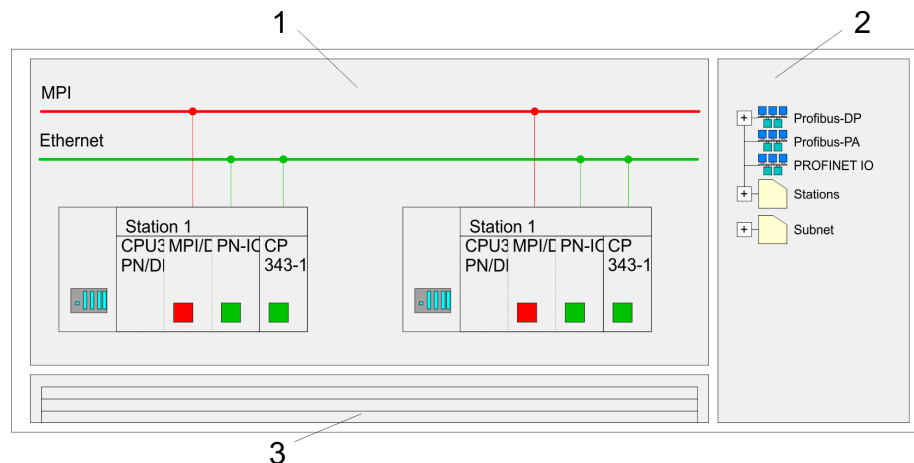 1
2
MPI
Ethernet
Profibus-DP
Profibus-PA
PROFINET IO
Stations
Subnet
Station 1
CPU3 MPI/D PN-IO CP
PN/DI 343-1
Station 1
CPU3 MPI/D PN-IO CP
PN/DI 343-1
3